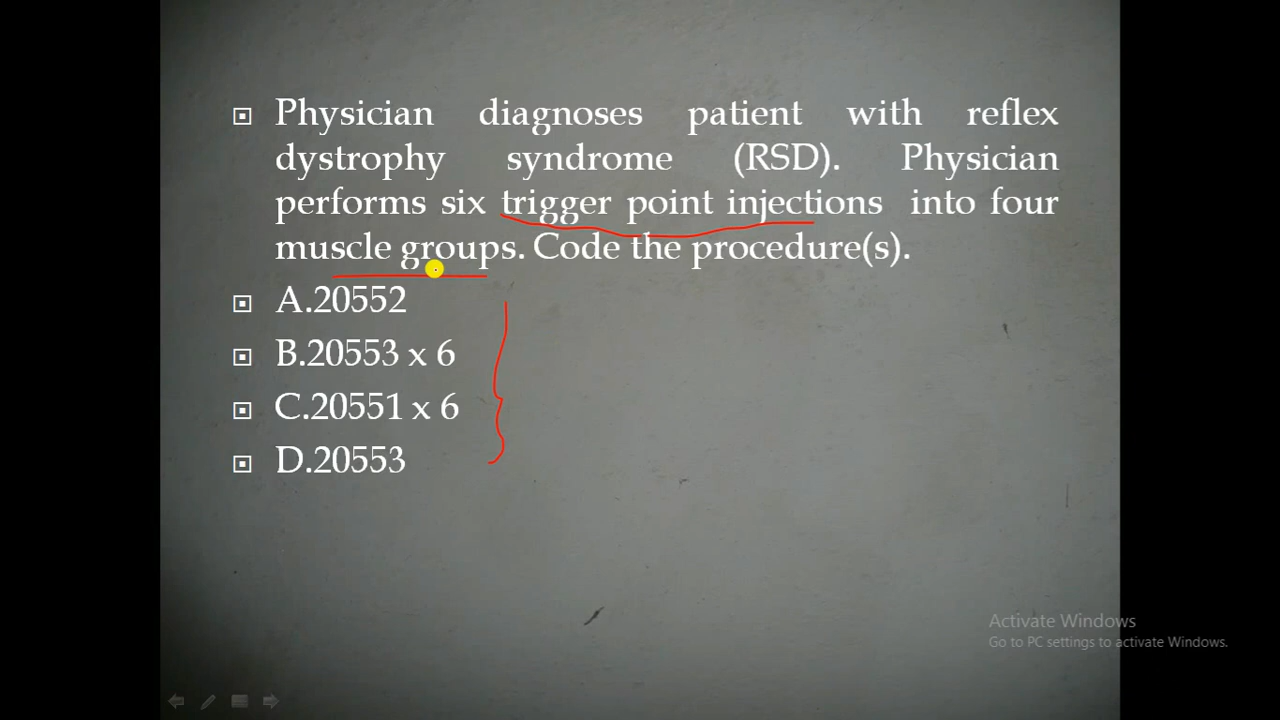 Physician diagnoses patient with reflex
dystrophy syndrome (RSD). Physician
performs six trigger point injections into four
muscle groups. Code the procedure(s).
A.20552
B.20553 x 6
C.20551 x 6
D.20553
Activate Windows
Go to PC settings to activate Windows.